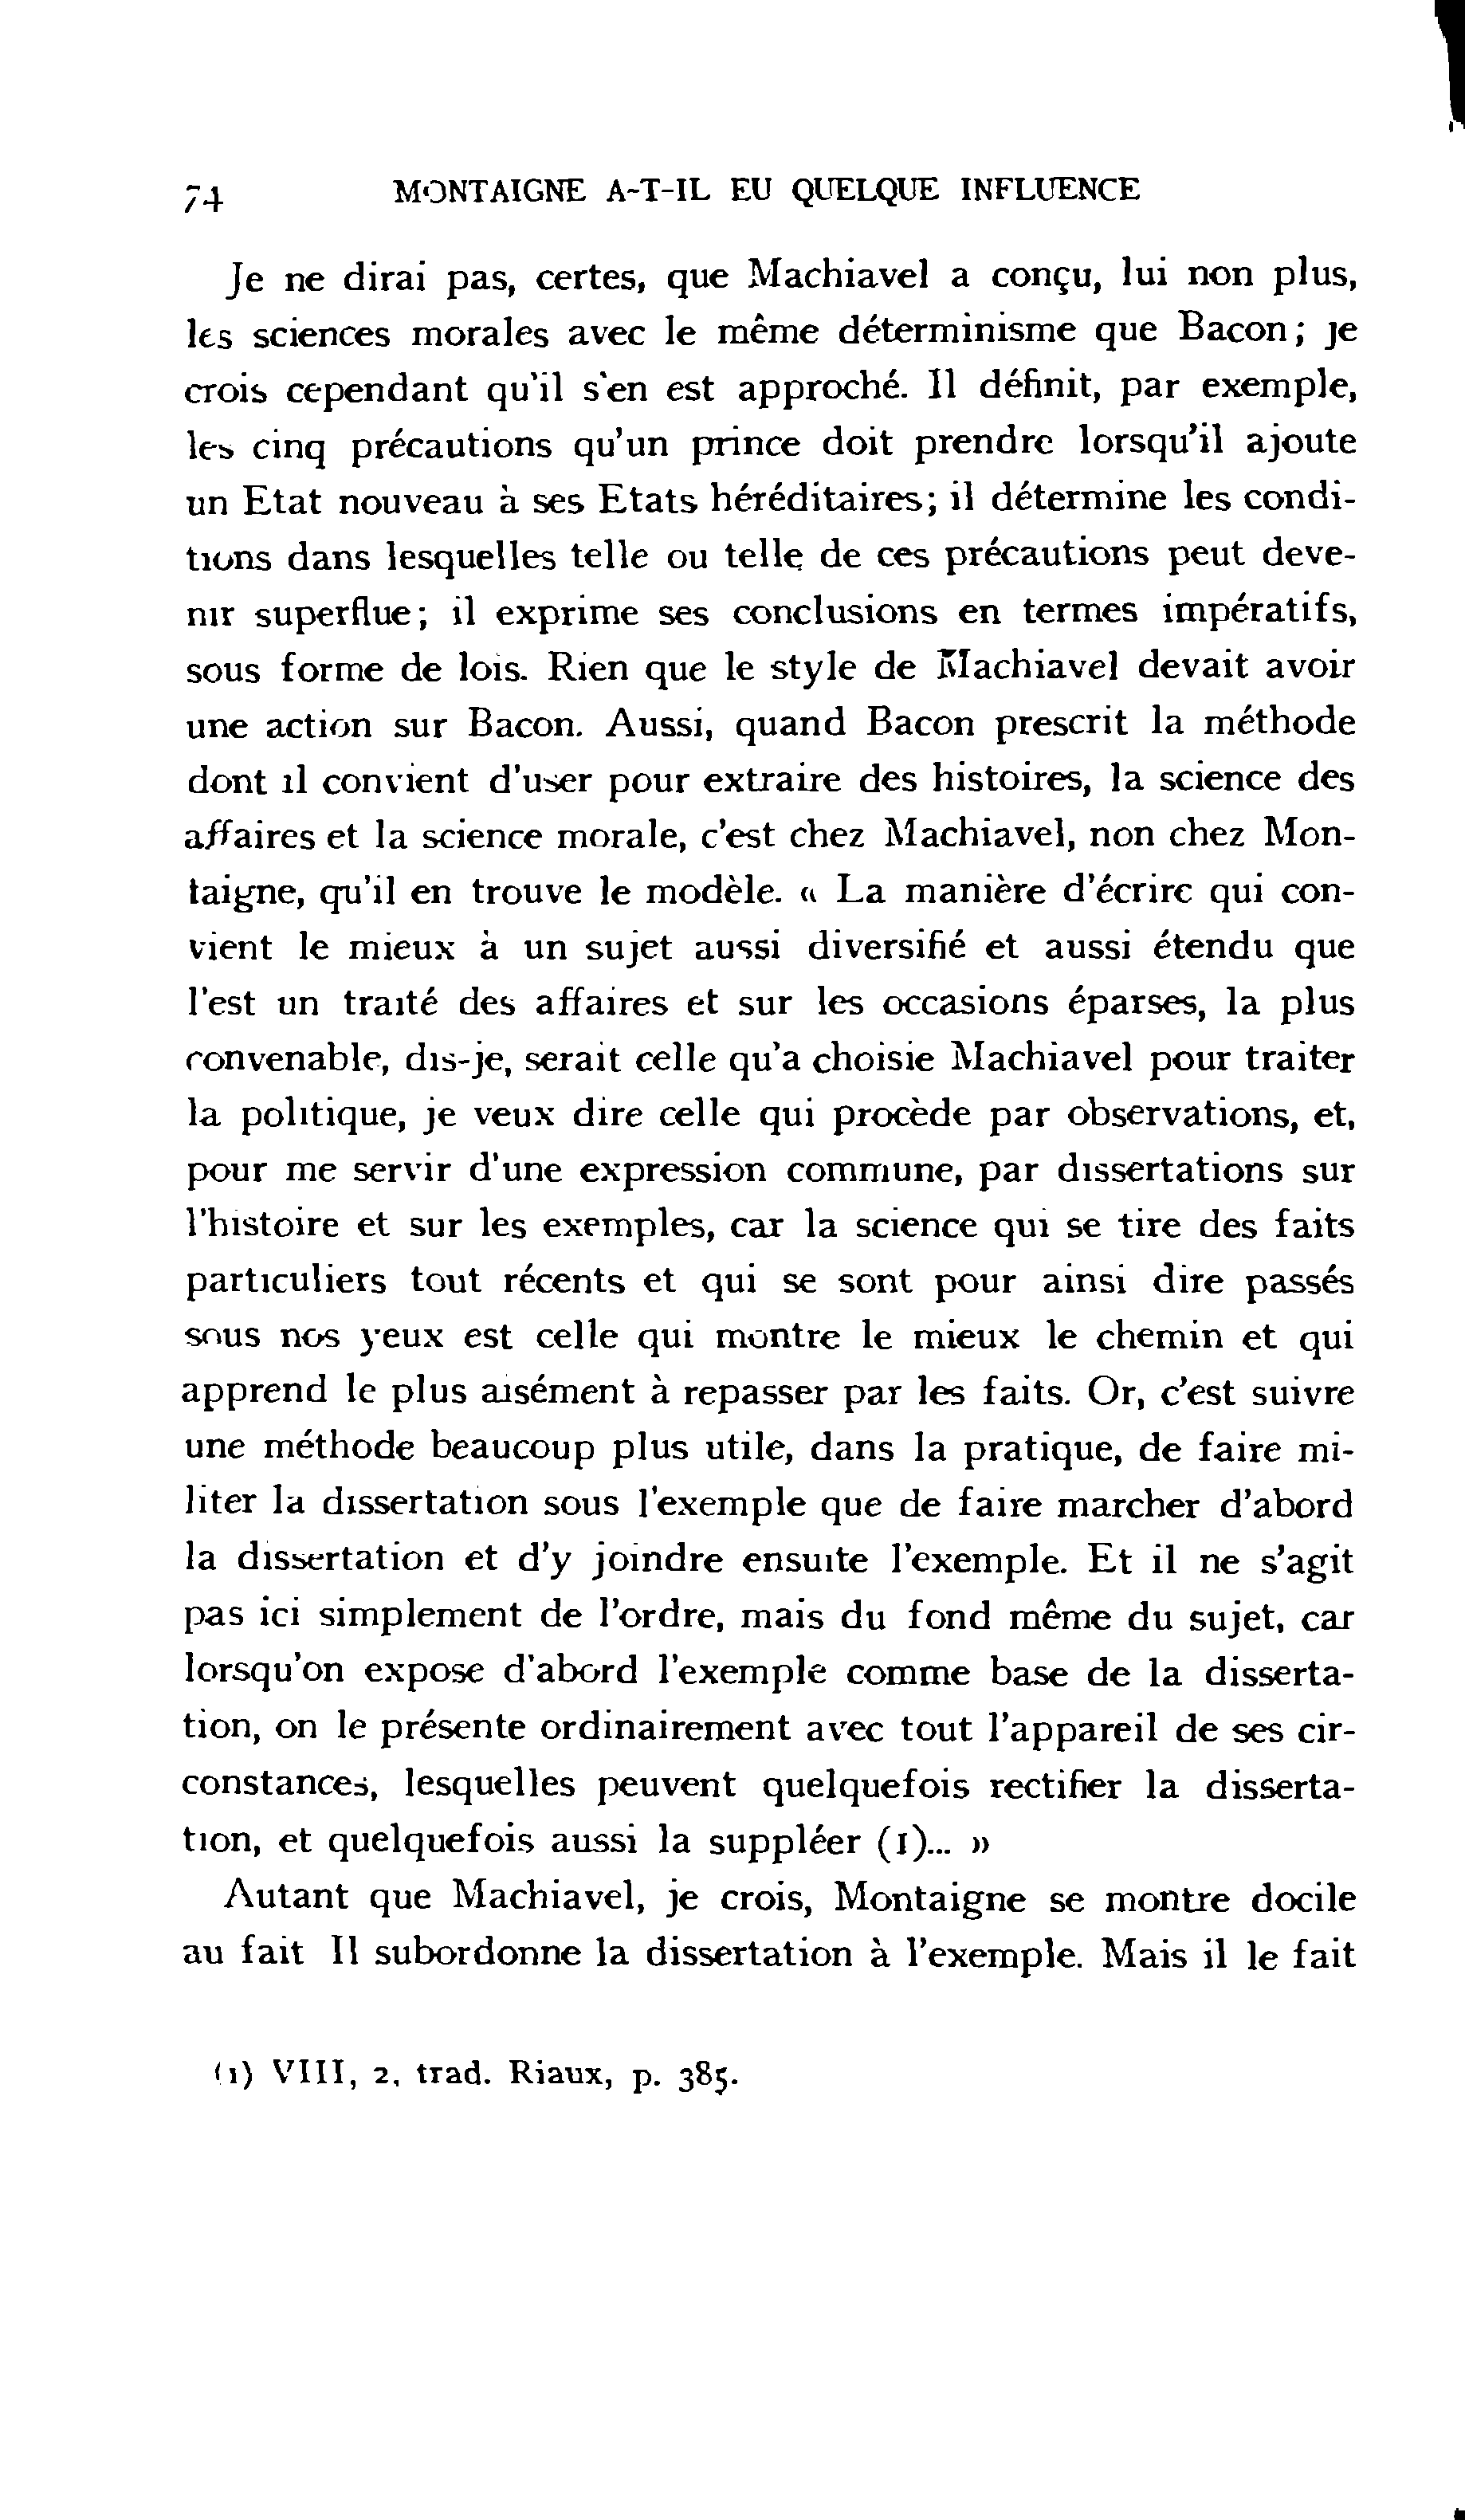 74 MONTAIGNE A-T-IL EU QUELQUE INFLUENCE
Je ne dirai pas, certes, que Machiavel a conçu, lui non plus,
les sciences morales avec le même déterminisme que Bacon; je
crois cependant qu'il s'en est approché. Il définit, par exemple,
les cinq précautions qu'un prince doit prendre lorsqu'il ajoute
un Etat nouveau à ses Etats héréditaires; il détermine les condi-
tions dans lesquelles telle ou telle de ces précautions peut deve-
nir superflue; il exprime ses conclusions en termes impératifs,
sous forme de lois. Rien que le style de Machiavel devait avoir
une action sur Bacon. Aussi, quand Bacon prescrit la méthode
dont il convient d'user pour extraire des histoires, la science des
affaires et la science morale, c'est chez Machiavel, non chez Mon-
taigne, qu'il en trouve le modèle. « La manière d'écrire qui con-
vient le mieux à un sujet aussi diversifié et aussi étendu que
l'est un traité des affaires et sur les occasions éparses, la plus
convenable, dis-je, serait celle qu'a choisie Machiavel pour traiter
la politique, je veux dire celle qui procède par observations, et,
pour me servir d'une expression commune, par dissertations sur
l'histoire et sur les exemples, car la science qui se tire des faits
particuliers tout récents et qui se sont pour ainsi dire passés
sous nos yeux est celle qui montre le mieux le chemin et qui
apprend le plus aisément à repasser par les faits. Or, c'est suivre
une méthode beaucoup plus utile, dans la pratique, de faire mi-
liter la dissertation sous l'exemple que de faire marcher d'abord
la dissertation et d'y joindre ensuite l'exemple. Et il ne s'agit
pas ici simplement de l'ordre, mais du fond même du sujet, car
lorsqu'on expose d'abord l'exemple comme base de la disserta-
tion, on le présente ordinairement avec tout l'appareil de ses cir-
constances, lesquelles peuvent quelquefois rectifier la disserta-
tion, et quelquefois aussi la suppléer (1)... »
Autant que Machiavel, je crois, Montaigne se montre docile
au fait Il subordonne la dissertation à l'exemple. Mais il le fait
(1) VIII, 2, trad. Riaux, p. 385.